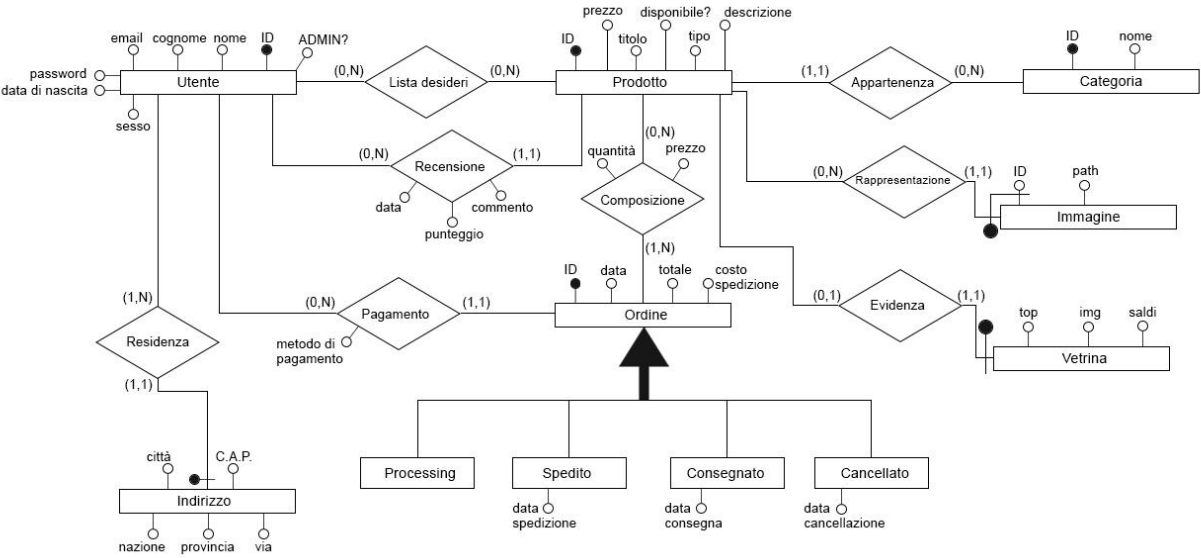 prezzo disponibile? descrizione
email cognome nome ID ADMIN?
ID titolo tipo
ID nome
password
data di nascita
Utente
(0,N) Lista desideri (0,N)
Prodotto
(1,1) Appartenenza (0,N)
Categoria
sesso
(0,N) Recensione (1,1)
data
punteggio
commento
(0,N)
quantità prezzo
Composizione
(1,N)
(0,N) Rappresentazione (1,1)
ID path
Immagine
(0,1) Evidenza (1,1)
top img saldi
Vetrina
(1,N)
Residenza
(1,1)
(0,N) Pagamento (1,1)
metodo di
pagamento
ID data totale costo
spedizione
Ordine
Processing Spedito Consegnato Cancellato
data
spedizione
data
consegna
data
cancellazione
città C.A.P.
Indirizzo
nazione provincia via